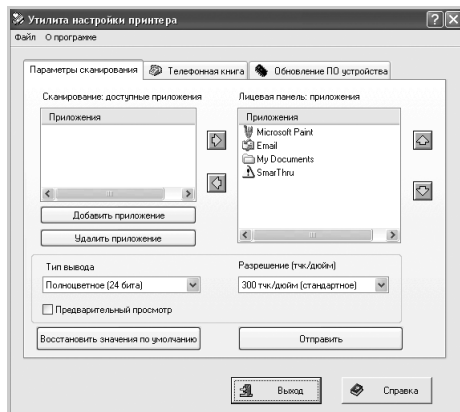 Утилита настройки принтера
Файл О программе
Параметры сканирования Телефонная книга Обновление ПО устройства
Сканирование: доступные приложения Лицевая панель: приложения
Приложения Приложения
Microsoft Paint
Email
My Documents
SmarThru
Добавить приложение
Удалить приложение
Тип вывода Разрешение (тчк/дюйм)
Полноцветное (24 бита) 300 тчк/дюйм (стандартное)
Предварительный просмотр
Восстановить значения по умолчанию Отправить
Выход Справка